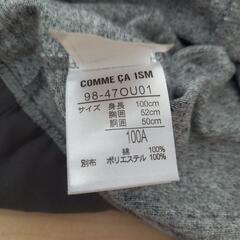 COMME ÇA ISM
98-47OU01
サイズ 身長 100cm
胸囲 52cm
胴囲 50cm
100A
綿 100%
別布 ポリエステル 100%